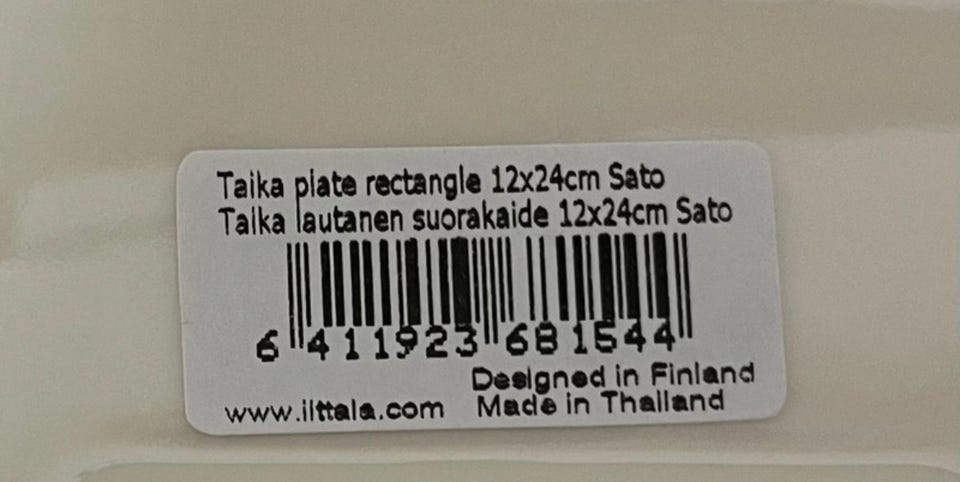 Taika plate rectangle 12x24cm Sato
Taika lautanen suorakaide 12x24cm Sato
6 411923 681544
Designed in Finland
www.iittala.com Made in Thailand